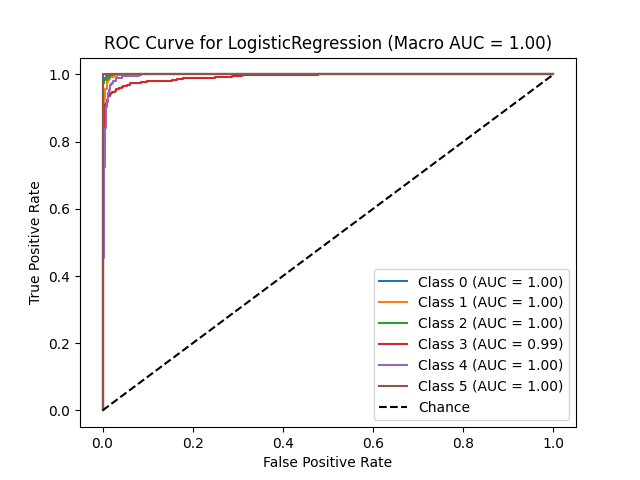 ROC Curve for LogisticRegression (Macro AUC = 1.00)
True Positive Rate
1.0
0.8
0.6
0.4
0.2
0.0
Class 0 (AUC = 1.00)
Class 1 (AUC = 1.00)
Class 2 (AUC = 1.00)
Class 3 (AUC = 0.99)
Class 4 (AUC = 1.00)
Class 5 (AUC = 1.00)
Chance
0.0 0.2 0.4 0.6 0.8 1.0
False Positive Rate